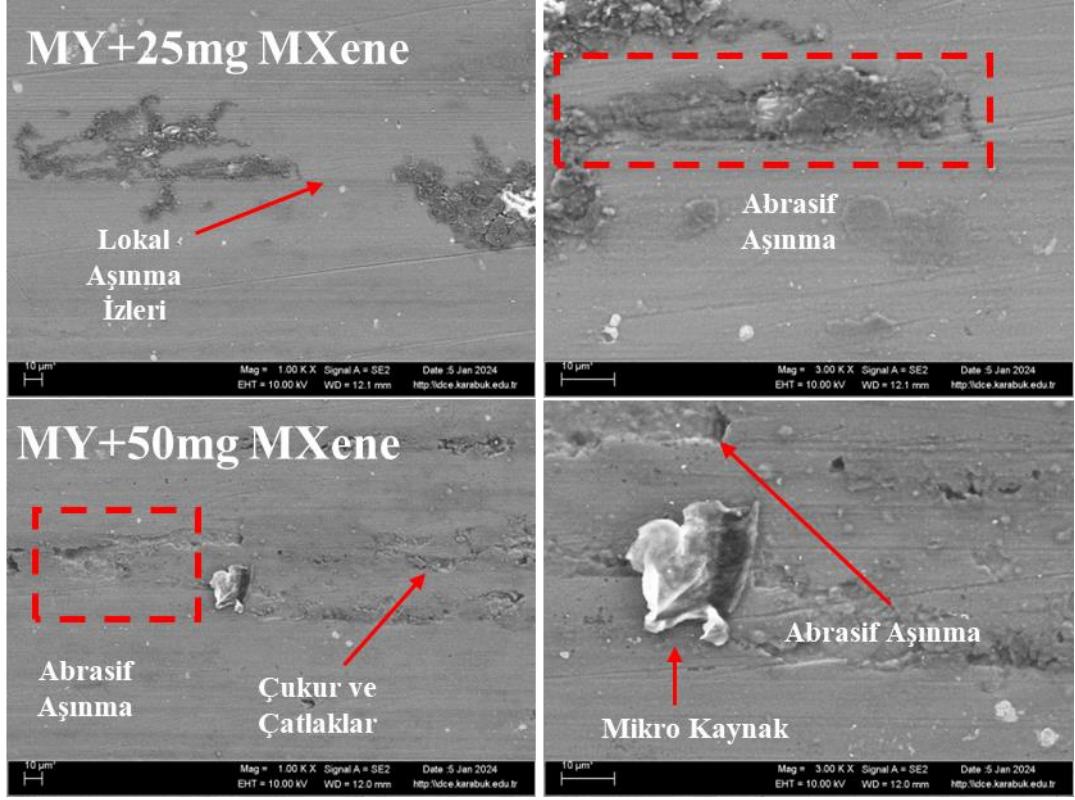 MY+25mg MXene
Lokal
Aşınma
İzleri
10 µm
Mag = 1.00 K X Signal A = SE2 Date :5 Jan 2024
EHT = 10.00 kV WD = 12.1 mm http:\\idce.karabuk.edu.tr
Abrasif
Aşınma
10 µm
Mag = 3.00 K X Signal A = SE2 Date :5 Jan 2024
EHT = 10.00 kV WD = 12.1 mm http:\\idce.karabuk.edu.tr
MY+50mg MXene
Abrasif
Aşınma
Çukur ve
Çatlaklar
10 µm
Mag = 1.00 K X Signal A = SE2 Date :5 Jan 2024
EHT = 10.00 kV WD = 12.0 mm http:\\idce.karabuk.edu.tr
Abrasif Aşınma
Mikro Kaynak
10 µm
Mag = 3.00 K X Signal A = SE2 Date :5 Jan 2024
EHT = 10.00 kV WD = 12.0 mm http:\\idce.karabuk.edu.tr